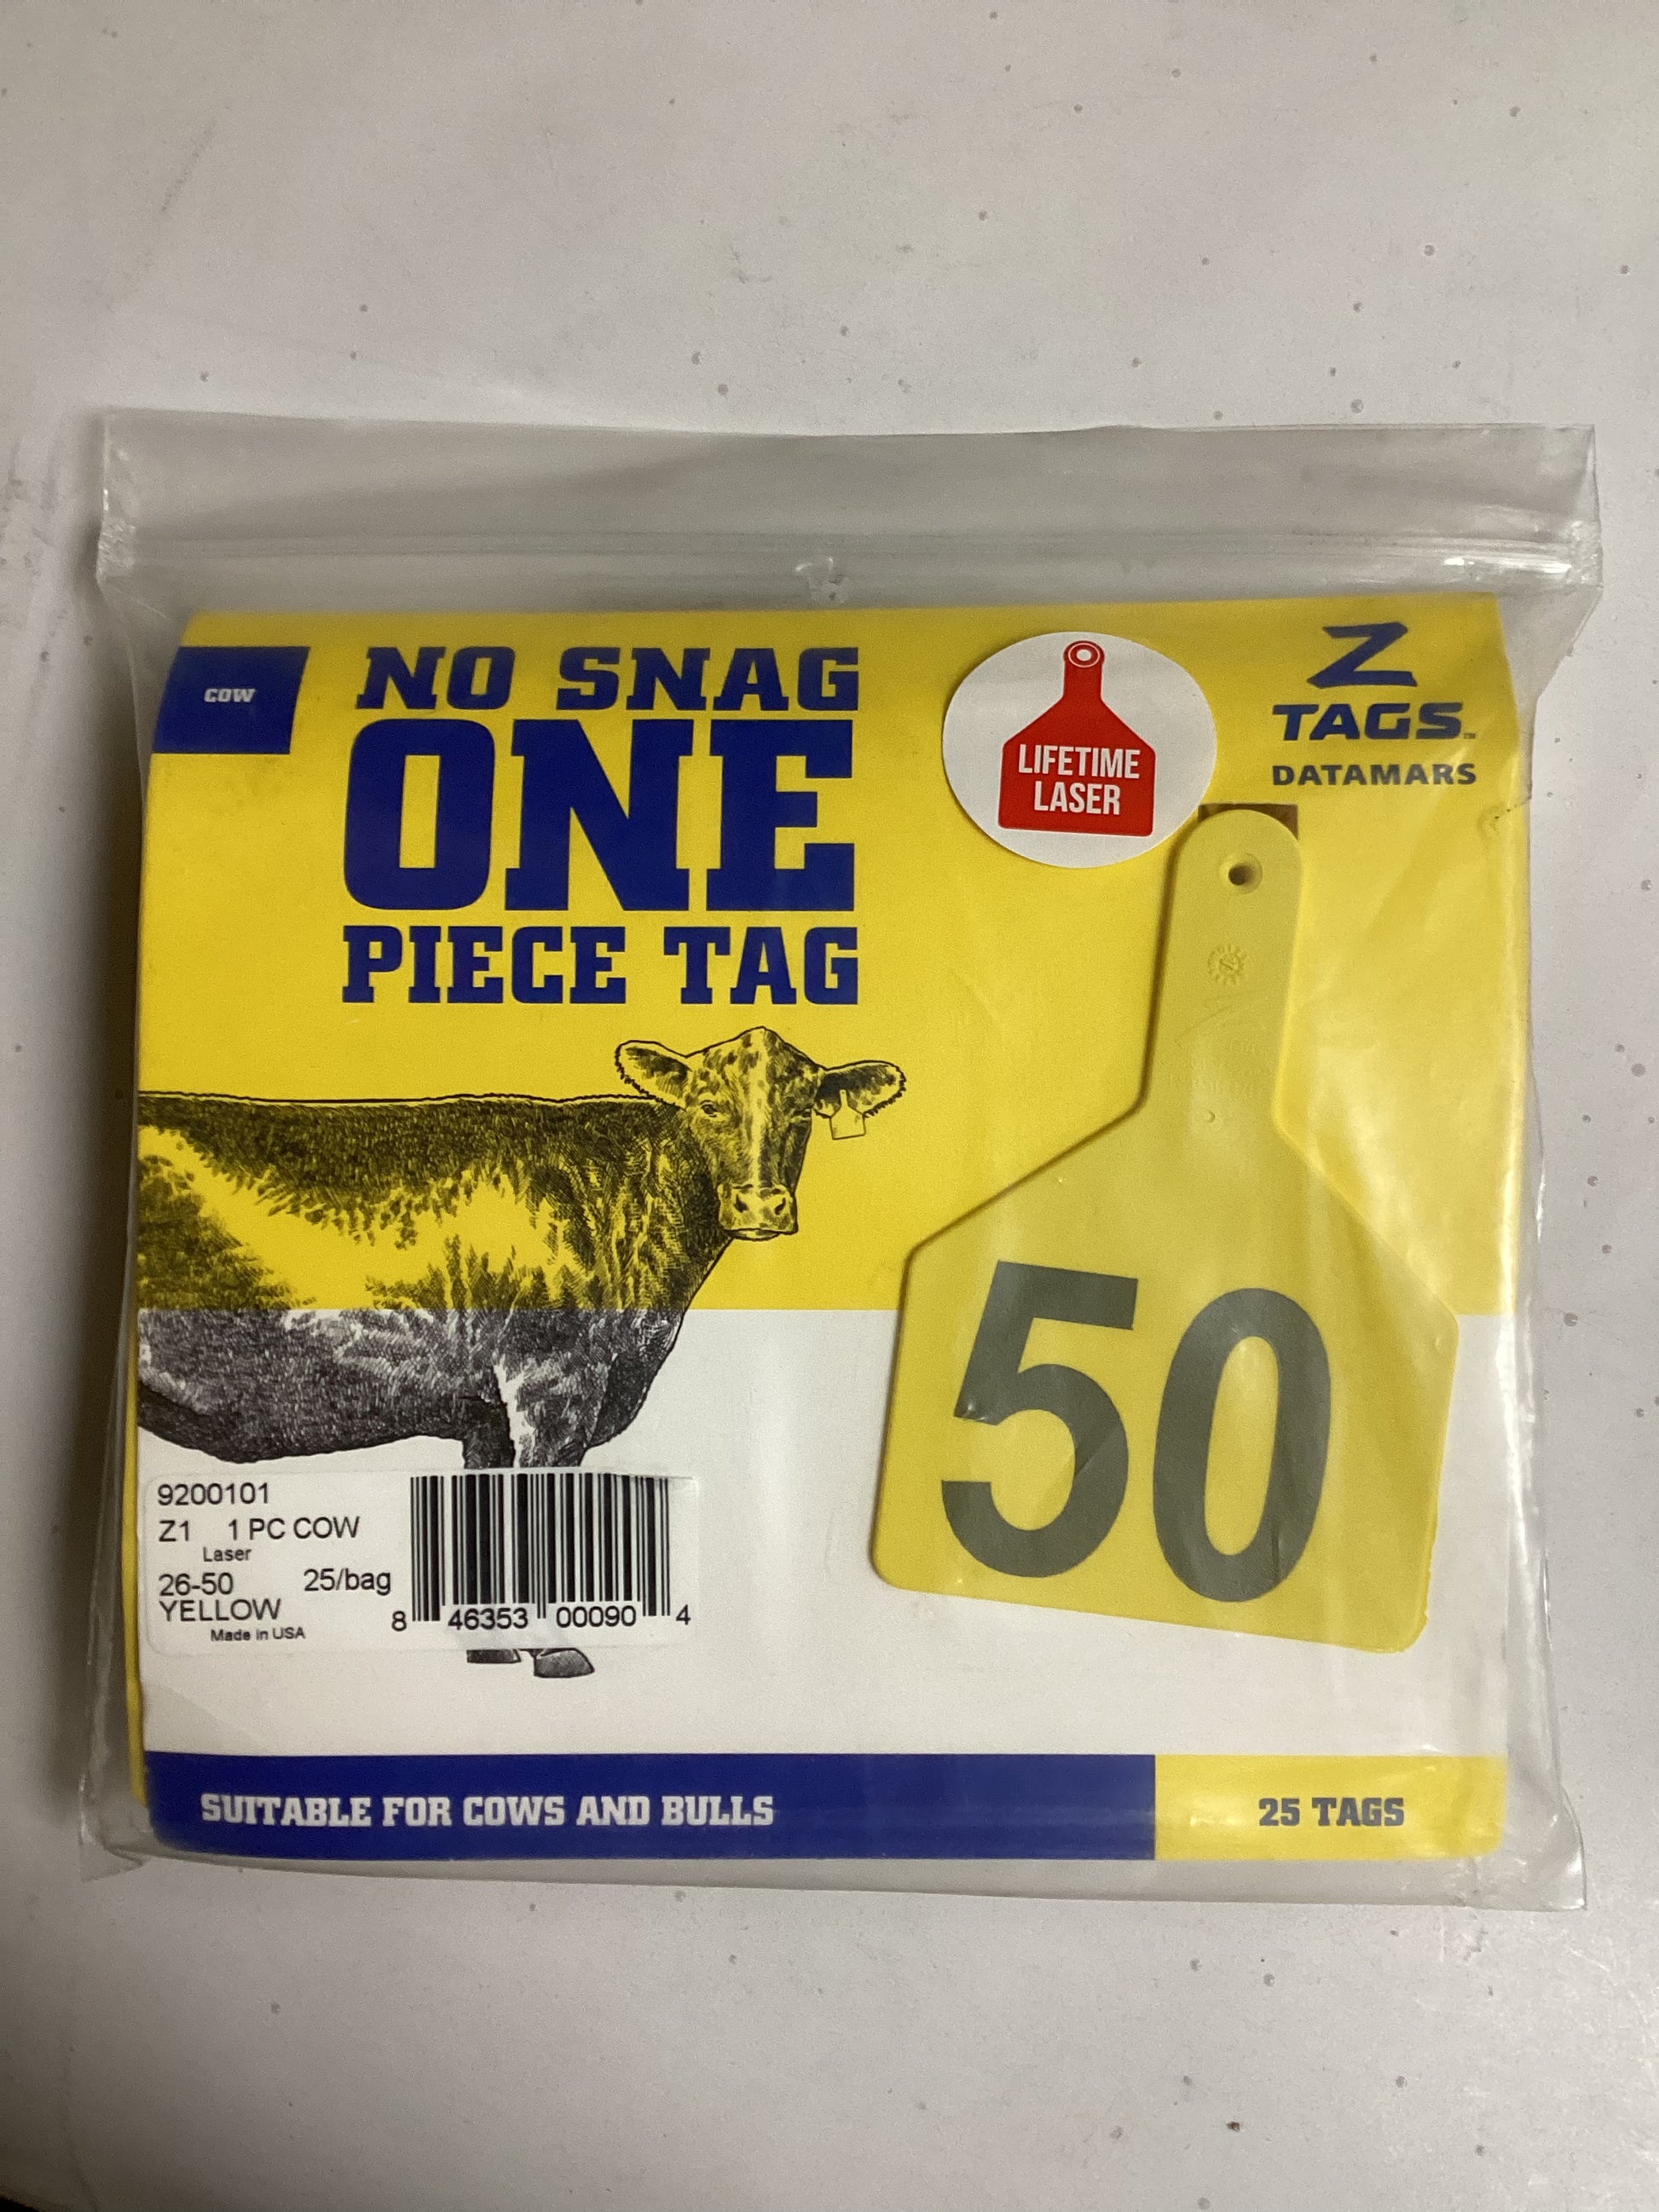 COW
NO SNAG
ONE
PIECE TAG
LIFETIME
LASER
Z
TAGS™
DATAMARS
50
9200101
Z1 1 PC COW
Laser
26-50 25/bag
YELLOW
Made in USA
8 46353 00090 4
SUITABLE FOR COWS AND BULLS
25 TAGS